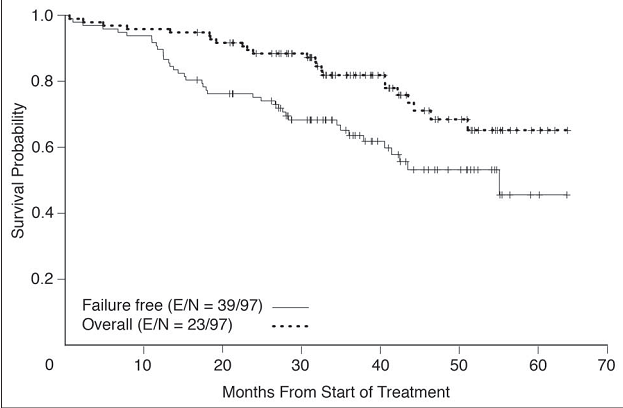 1.0
0.8
0.6
0.4
0.2
0
Survival Probability
Failure free (E/N = 39/97)
Overall (E/N = 23/97)
10 20 30 40 50 60 70
Months From Start of Treatment